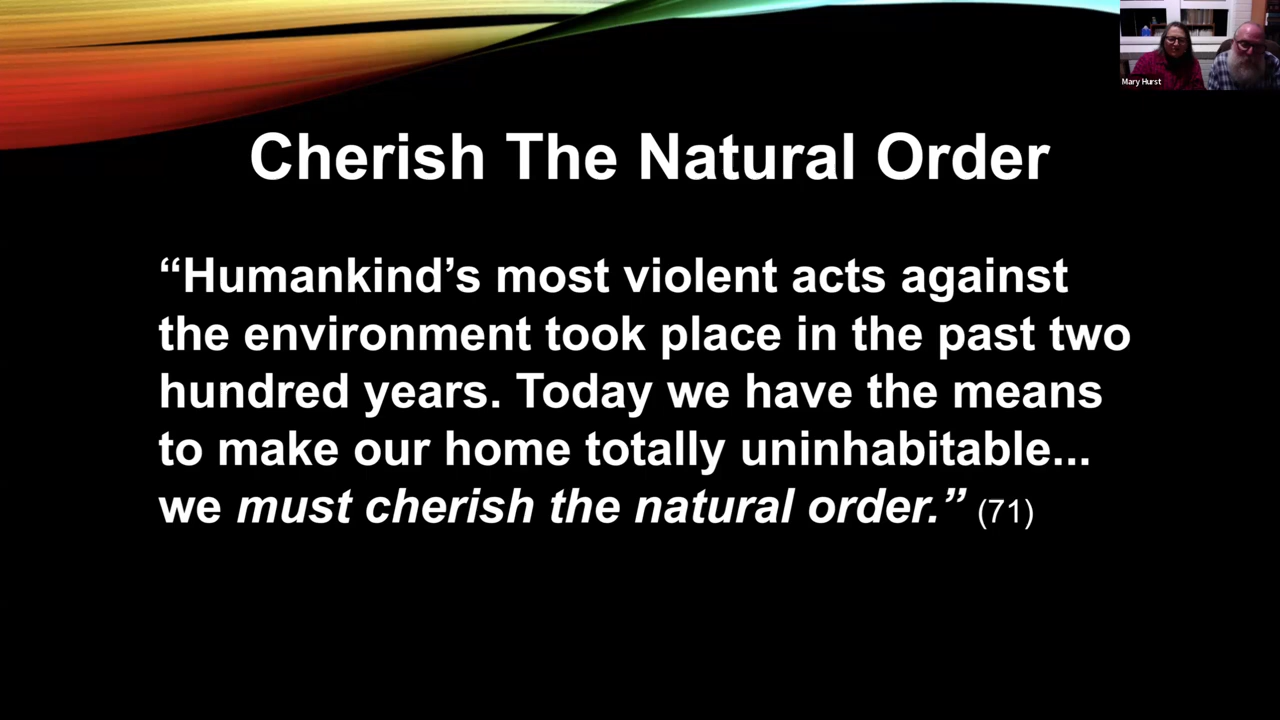 Mary Hurst
Cherish The Natural Order
“Humankind’s most violent acts against
the environment took place in the past two
hundred years. Today we have the means
to make our home totally uninhabitable...
we must cherish the natural order.” (71)